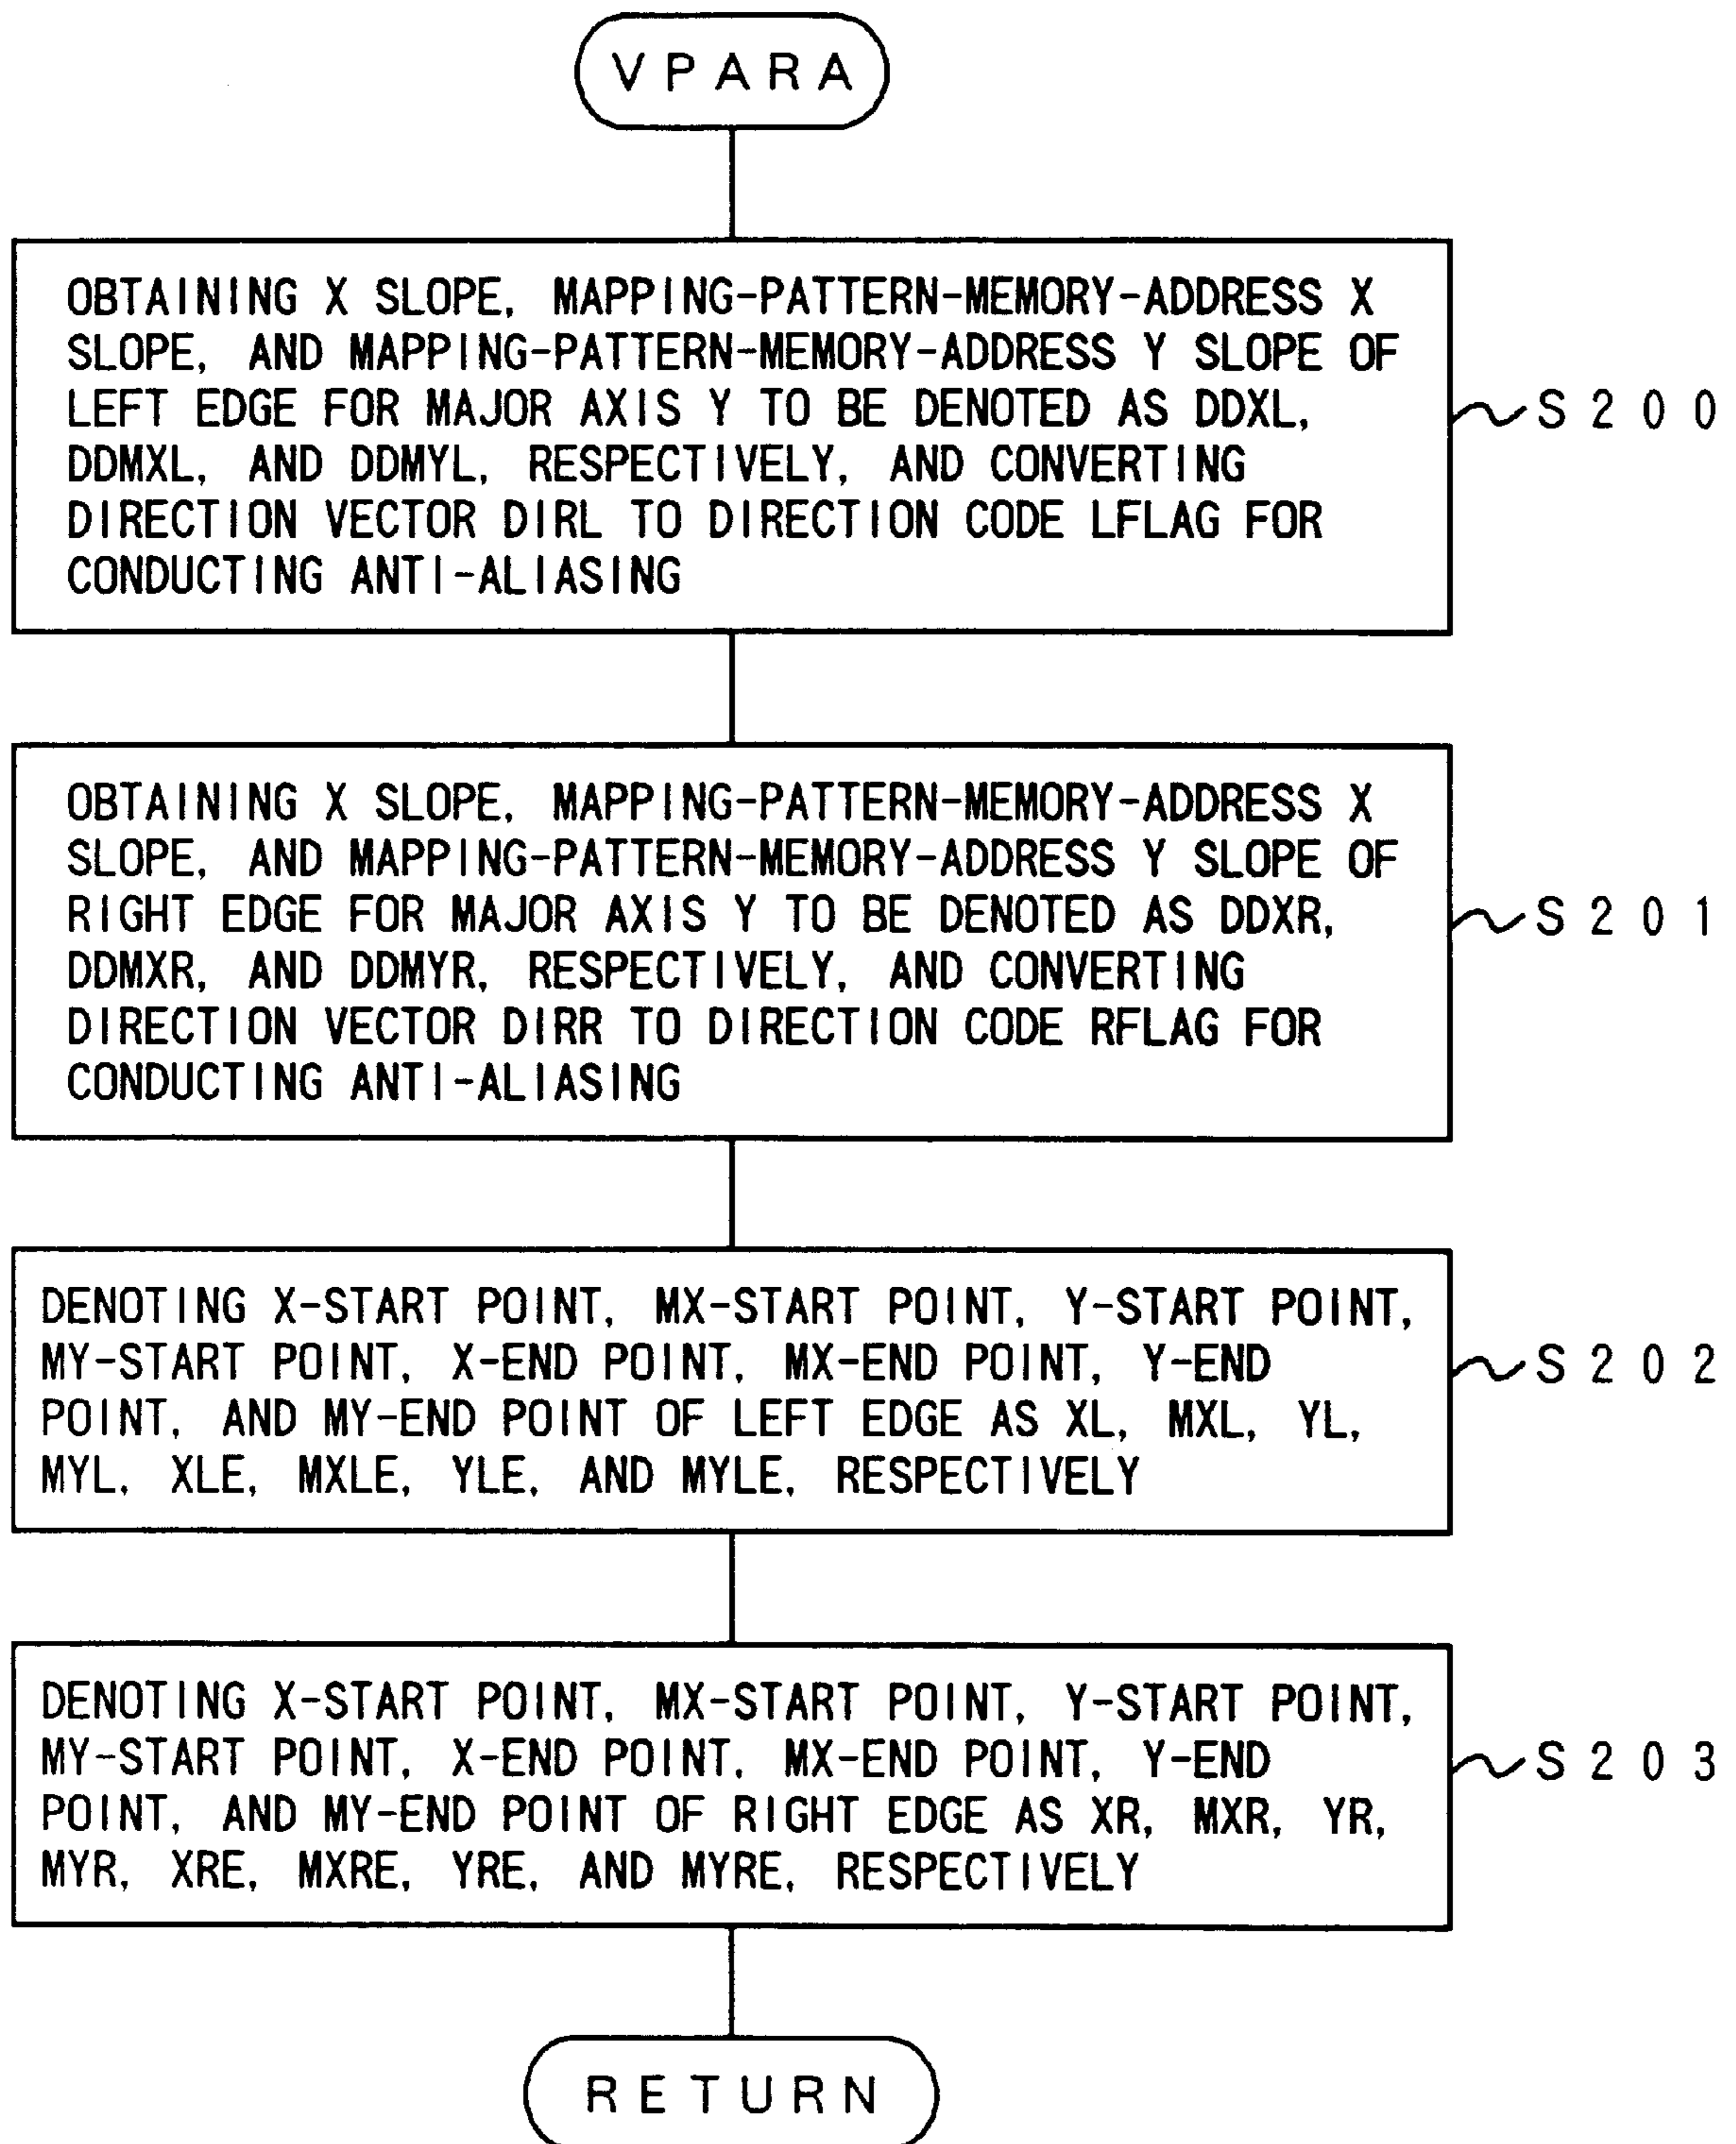 VPARA
OBTAINING X SLOPE, MAPPING-PATTERN-MEMORY-ADDRESS X
SLOPE, AND MAPPING-PATTERN-MEMORY-ADDRESS Y SLOPE OF
LEFT EDGE FOR MAJOR AXIS Y TO BE DENOTED AS DDXL,
DDMXL, AND DDMYL, RESPECTIVELY, AND CONVERTING
DIRECTION VECTOR DIRL TO DIRECTION CODE LFLAG FOR
CONDUCTING ANTI-ALIASING
S200
OBTAINING X SLOPE, MAPPING-PATTERN-MEMORY-ADDRESS X
SLOPE, AND MAPPING-PATTERN-MEMORY-ADDRESS Y SLOPE OF
RIGHT EDGE FOR MAJOR AXIS Y TO BE DENOTED AS DDXR,
DDMXR, AND DDMYR, RESPECTIVELY, AND CONVERTING
DIRECTION VECTOR DIRR TO DIRECTION CODE RFLAG FOR
CONDUCTING ANTI-ALIASING
S201
DENOTING X-START POINT, MX-START POINT, Y-START POINT,
MY-START POINT, X-END POINT, MX-END POINT, Y-END
POINT, AND MY-END POINT OF LEFT EDGE AS XL, MXL, YL,
MYL, XLE, MXLE, YLE, AND MYLE, RESPECTIVELY
S202
DENOTING X-START POINT, MX-START POINT, Y-START POINT,
MY-START POINT, X-END POINT, MX-END POINT, Y-END
POINT, AND MY-END POINT OF RIGHT EDGE AS XR, MXR, YR,
MYR, XRE, MXRE, YRE, AND MYRE, RESPECTIVELY
S203
RETURN